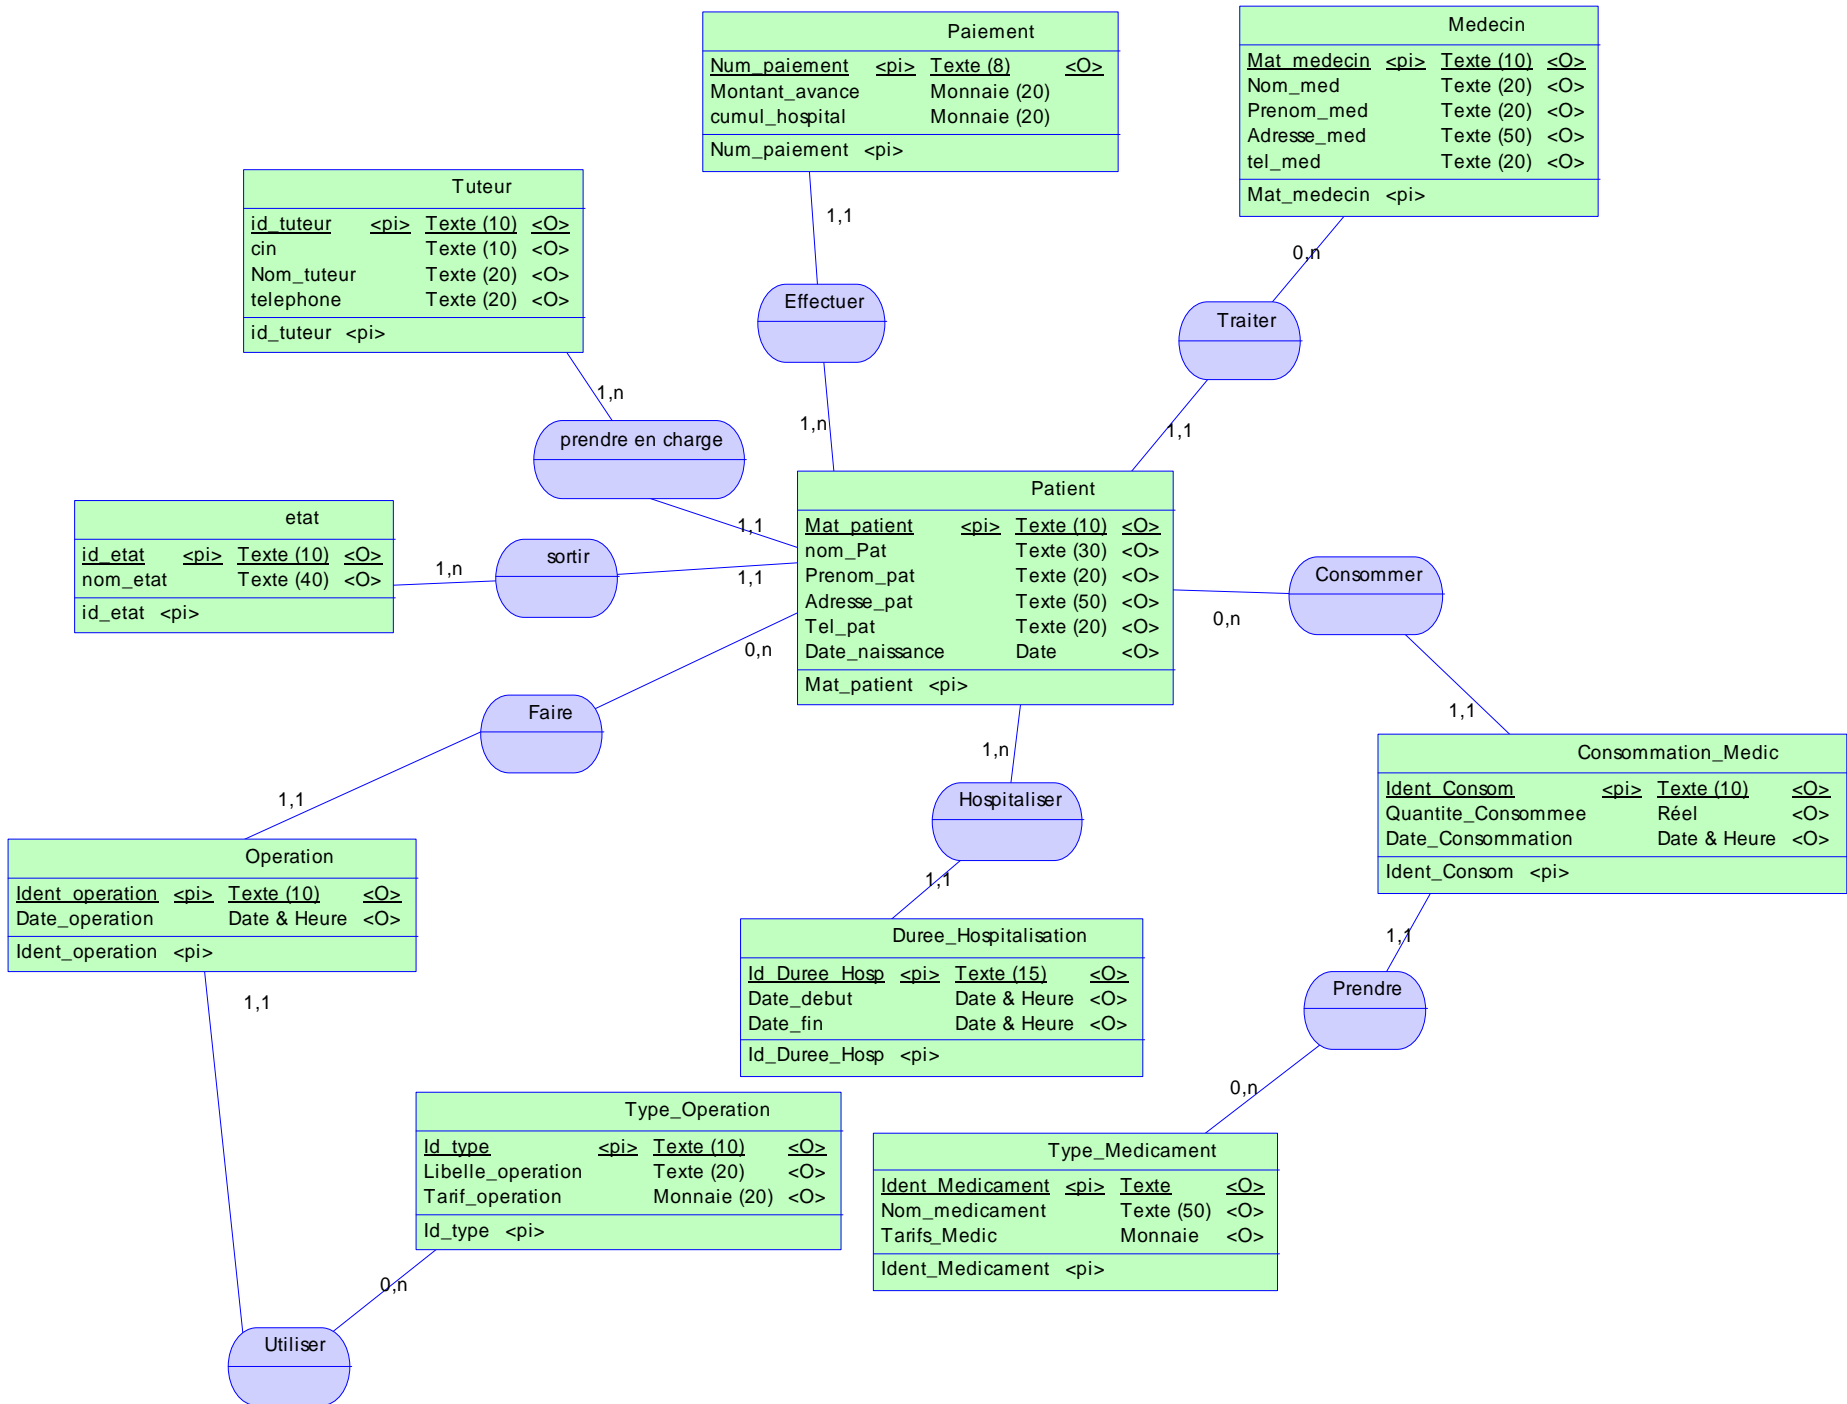 Paiement
Num_paiement <pi> Texte (8) <O>
Montant_avance Monnaie (20)
cumul_hospital Monnaie (20)
Num_paiement <pi>
Medecin
Mat_medecin <pi> Texte (10) <O>
Nom_med Texte (20) <O>
Prenom_med Texte (20) <O>
Adresse_med Texte (50) <O>
tel_med Texte (20) <O>
Mat_medecin <pi>
Tuteur
id_tuteur <pi> Texte (10) <O>
cin Texte (10) <O>
Nom_tuteur Texte (20) <O>
telephone Texte (20) <O>
id_tuteur <pi>
1,1
0,n
Effectuer
Traiter
1,n
1,n
1,1
prendre en charge
Patient
Mat_patient <pi> Texte (10) <O>
nom_Pat Texte (30) <O>
Prenom_pat Texte (20) <O>
Adresse_pat Texte (50) <O>
Tel_pat Texte (20) <O>
Date_naissance Date <O>
Mat_patient <pi>
etat
id_etat <pi> Texte (10) <O>
nom_etat Texte (40) <O>
id_etat <pi>
1,1
sortir
1,n
1,1
Consommer
0,n
0,n
Faire
1,1
1,n
1,1
Hospitaliser
Consommation_Medic
Ident_Consom <pi> Texte (10) <O>
Quantite_Consommee Réel <O>
Date_Consommation Date & Heure <O>
Ident_Consom <pi>
Operation
Ident_operation <pi> Texte (10) <O>
Date_operation Date & Heure <O>
Ident_operation <pi>
1,1
Duree_Hospitalisation
Id_Duree_Hosp <pi> Texte (15) <O>
Date_debut Date & Heure <O>
Date_fin Date & Heure <O>
Id_Duree_Hosp <pi>
1,1
1,1
Prendre
0,n
Type_Operation
Id_type <pi> Texte (10) <O>
Libelle_operation Texte (20) <O>
Tarif_operation Monnaie (20) <O>
Id_type <pi>
Type_Medicament
Ident_Medicament <pi> Texte <O>
Nom_medicament Texte (50) <O>
Tarifs_Medic Monnaie <O>
Ident_Medicament <pi>
0,n
Utiliser